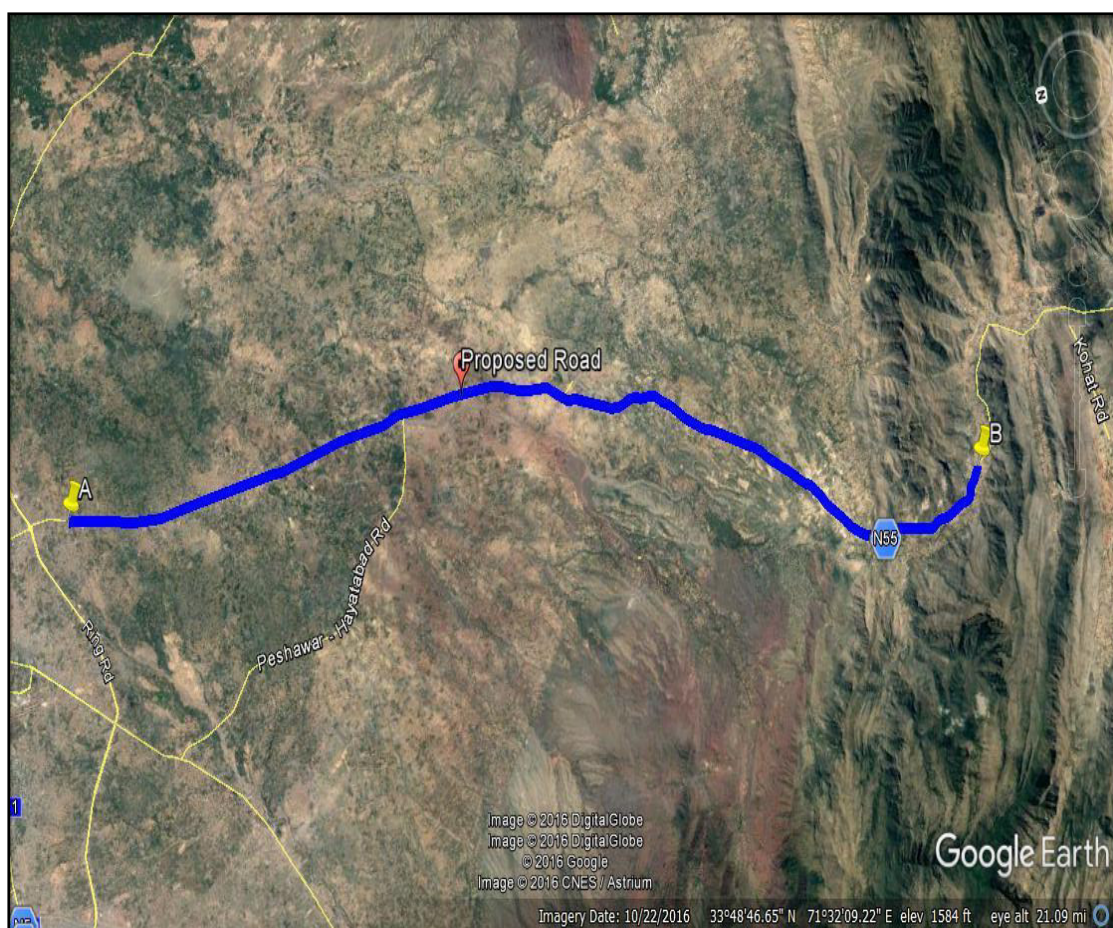 N
Proposed Road
Kohat Rd
A
B
N55
Peshawar - Hayatabad Rd
Ring Rd
1
Image © 2016 DigitalGlobe
Image © 2016 DigitalGlobe
© 2016 Google
Image © 2016 CNES / Astrium
Google Earth
Imagery Date: 10/22/2016 33°48'46.65" N 71°32'09.22" E elev 1584 ft eye alt 21.09 mi